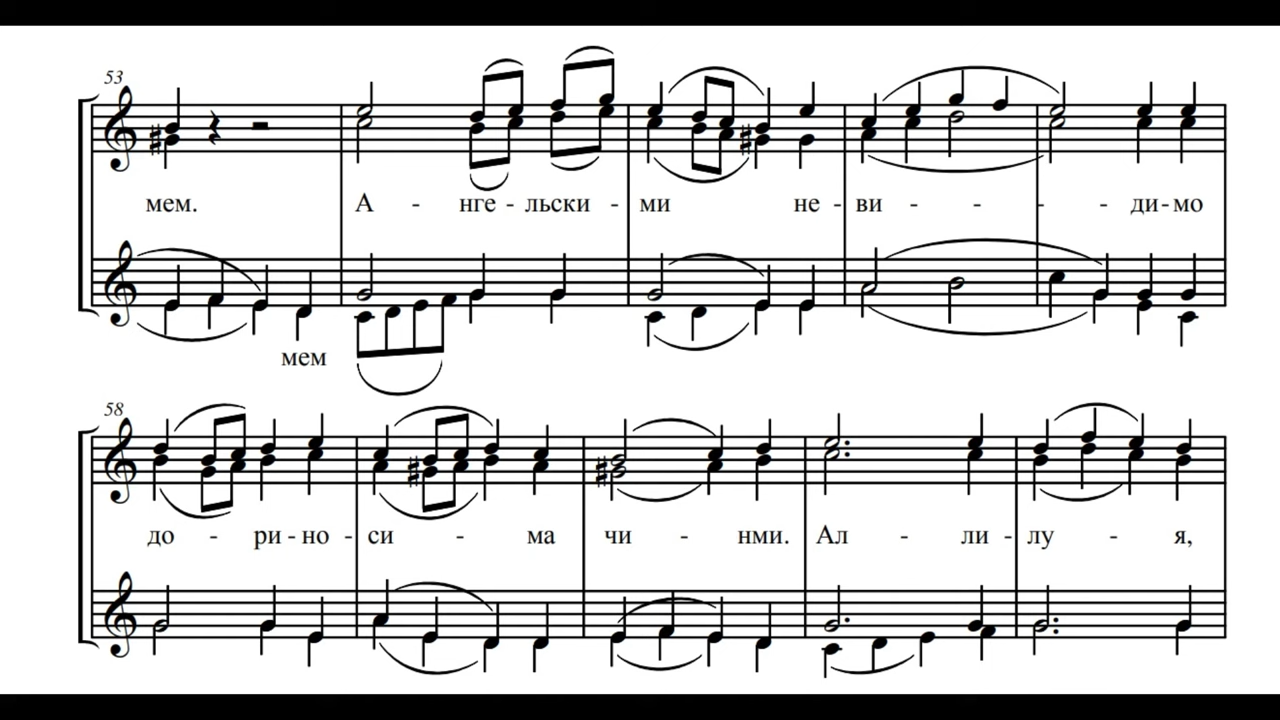 53
мем. А - нге - льски - ми не - ви - - - - ди - мо
мем
58
до - ри - но - си - ма чи - нми. Ал - ли - лу - я,